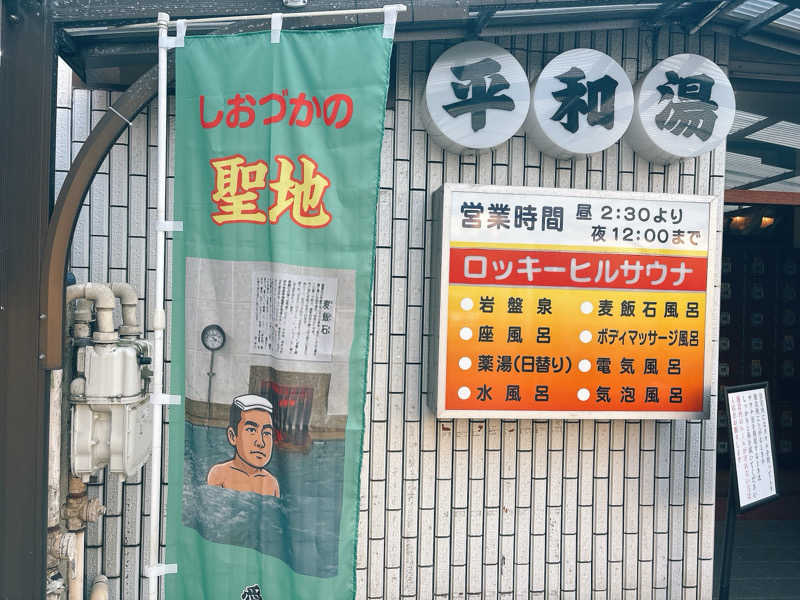 しおづかの
聖地
麦飯石
平和湯
営業時間 昼 2:30より
夜 12:00まで
ロッキーヒルサウナ
岩盤泉
座風呂
薬湯(日替り)
水風呂
麦飯石風呂
ボディマッサージ風呂
電気風呂
気泡風呂